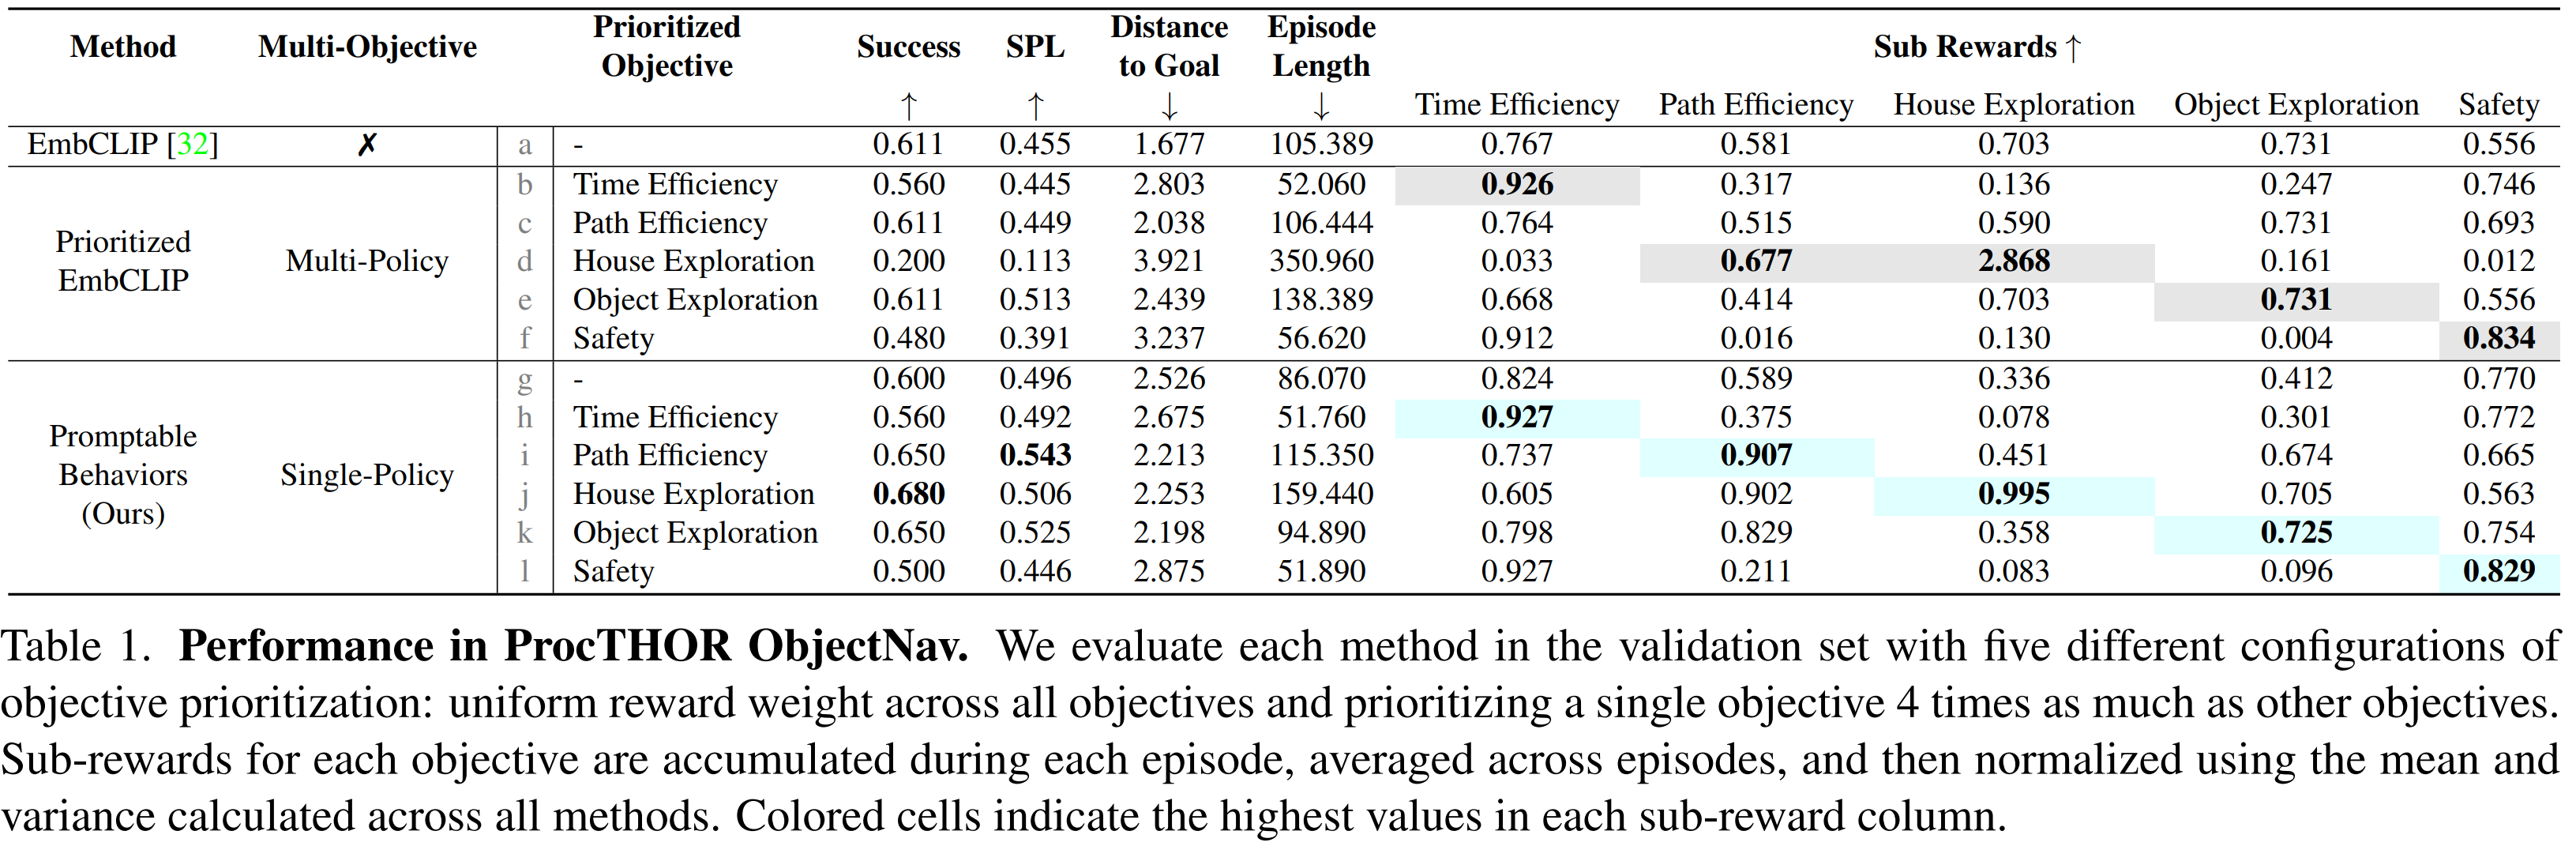 Method Multi-Objective Prioritized Objective Success SPL Distance to Goal Episode Length Sub Rewards ↑
↑ ↑ ↓ ↓ Time Efficiency Path Efficiency House Exploration Object Exploration Safety
EmbCLIP [32] ✗ a - 0.611 0.455 1.677 105.389 0.767 0.581 0.703 0.731 0.556
Prioritized EmbCLIP Multi-Policy
b Time Efficiency 0.560 0.445 2.803 52.060 0.926 0.317 0.136 0.247 0.746
c Path Efficiency 0.611 0.449 2.038 106.444 0.764 0.515 0.590 0.731 0.693
d House Exploration 0.200 0.113 3.921 350.960 0.033 0.677 2.868 0.161 0.012
e Object Exploration 0.611 0.513 2.439 138.389 0.668 0.414 0.703 0.731 0.556
f Safety 0.480 0.391 3.237 56.620 0.912 0.016 0.130 0.004 0.834
Promptable Behaviors (Ours) Single-Policy
g - 0.600 0.496 2.526 86.070 0.824 0.589 0.336 0.412 0.770
h Time Efficiency 0.560 0.492 2.675 51.760 0.927 0.375 0.078 0.301 0.772
i Path Efficiency 0.650 0.543 2.213 115.350 0.737 0.907 0.451 0.674 0.665
j House Exploration 0.680 0.506 2.253 159.440 0.605 0.902 0.995 0.705 0.563
k Object Exploration 0.650 0.525 2.198 94.890 0.798 0.829 0.358 0.725 0.754
l Safety 0.500 0.446 2.875 51.890 0.927 0.211 0.083 0.096 0.829
Table 1. Performance in ProcTHOR ObjectNav. We evaluate each method in the validation set with five different configurations of
objective prioritization: uniform reward weight across all objectives and prioritizing a single objective 4 times as much as other objectives.
Sub-rewards for each objective are accumulated during each episode, averaged across episodes, and then normalized using the mean and
variance calculated across all methods. Colored cells indicate the highest values in each sub-reward column.